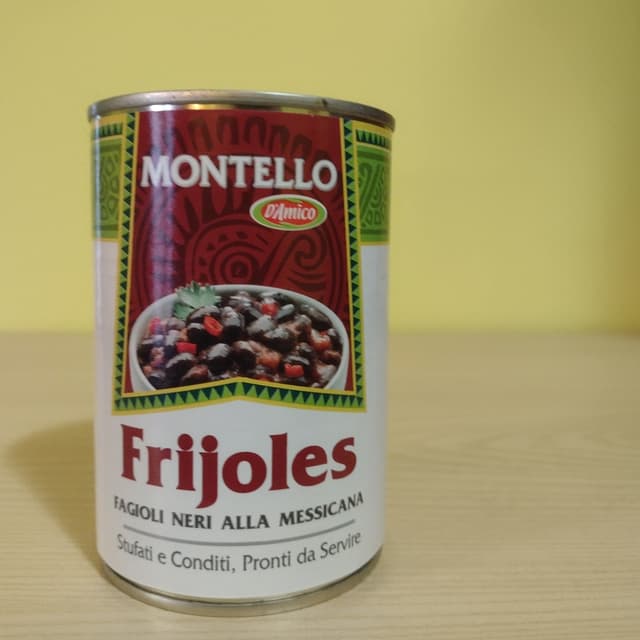 MONTELLO
D'Amico
Frijoles
FAGIOLI NERI ALLA MESSICANA
Stufati e Conditi, Pronti da Servire